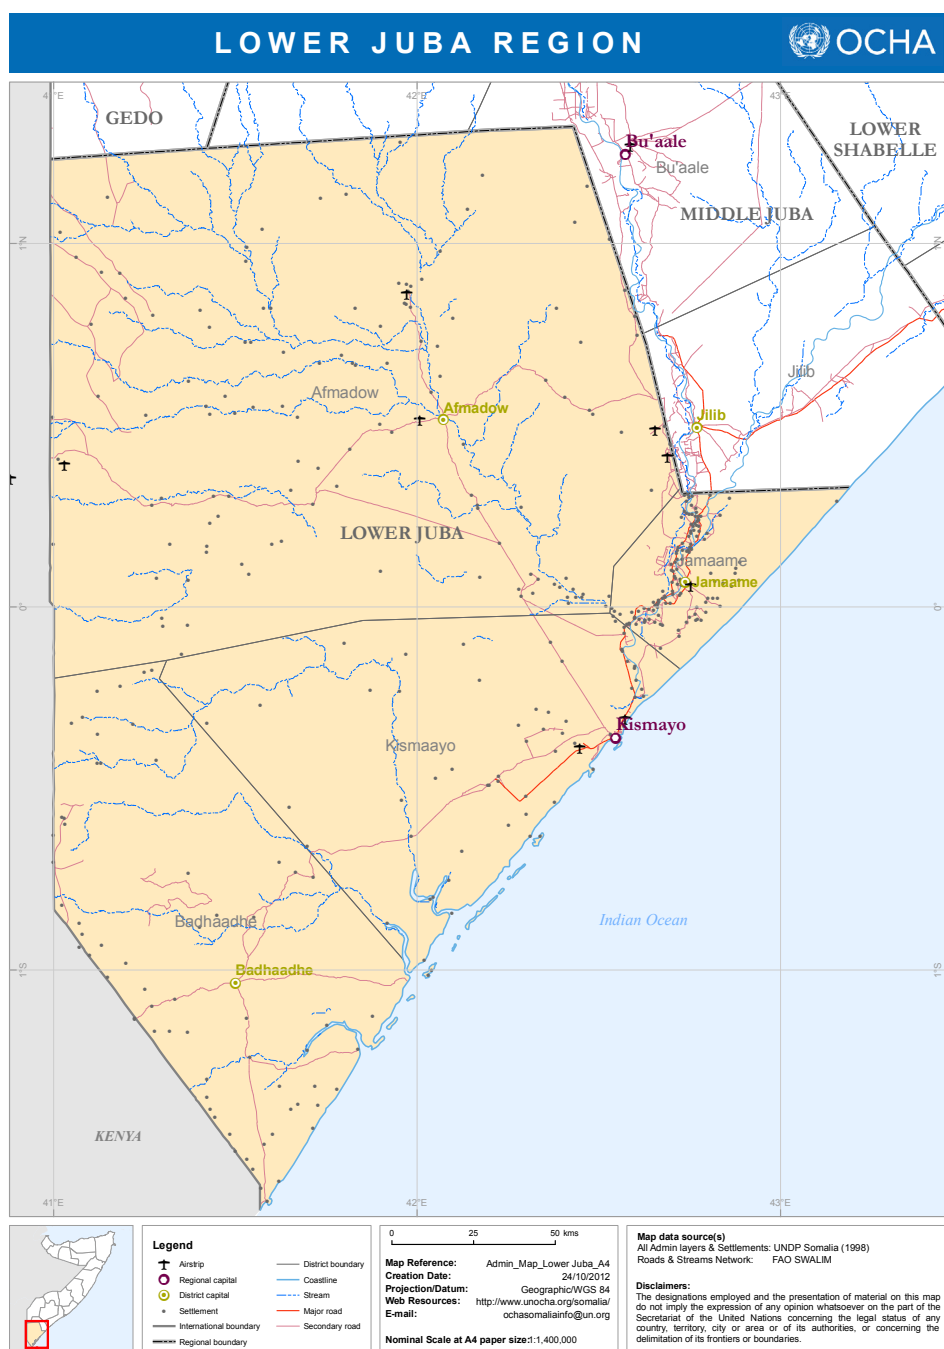 LOWER JUBA REGION
OCHA
41°E
42°E
43°E
GEDO
LOWER
SHABELLE
Bu'aale
Bu'aale
MIDDLE JUBA
1°N
1°N
Jilib
Afmadow
Afmadow
Jilib
LOWER JUBA
Jamaame
Jamaame
0°
0°
Kismayo
Kismaayo
Indian Ocean
Badhaadhe
Badhaadhe
1°S
1°S
KENYA
41°E
42°E
43°E
Legend
Airstrip
Regional capital
District capital
Settlement
International boundary
Regional boundary
District boundary
Coastline
Stream
Major road
Secondary road
0 25 50 kms
Map Reference: Admin_Map_Lower Juba_A4
Creation Date: 24/10/2012
Projection/Datum: Geographic/WGS 84
Web Resources: http://www.unocha.org/somalia/
E-mail: ochasomaliainfo@un.org
Nominal Scale at A4 paper size:1:1,400,000
Map data source(s)
All Admin layers & Settlements: UNDP Somalia (1998)
Roads & Streams Network: FAO SWALIM
Disclaimers:
The designations employed and the presentation of material on this map
do not imply the expression of any opinion whatsoever on the part of the
Secretariat of the United Nations concerning the legal status of any
country, territory, city or area or of its authorities, or concerning the
delimitation of its frontiers or boundaries.